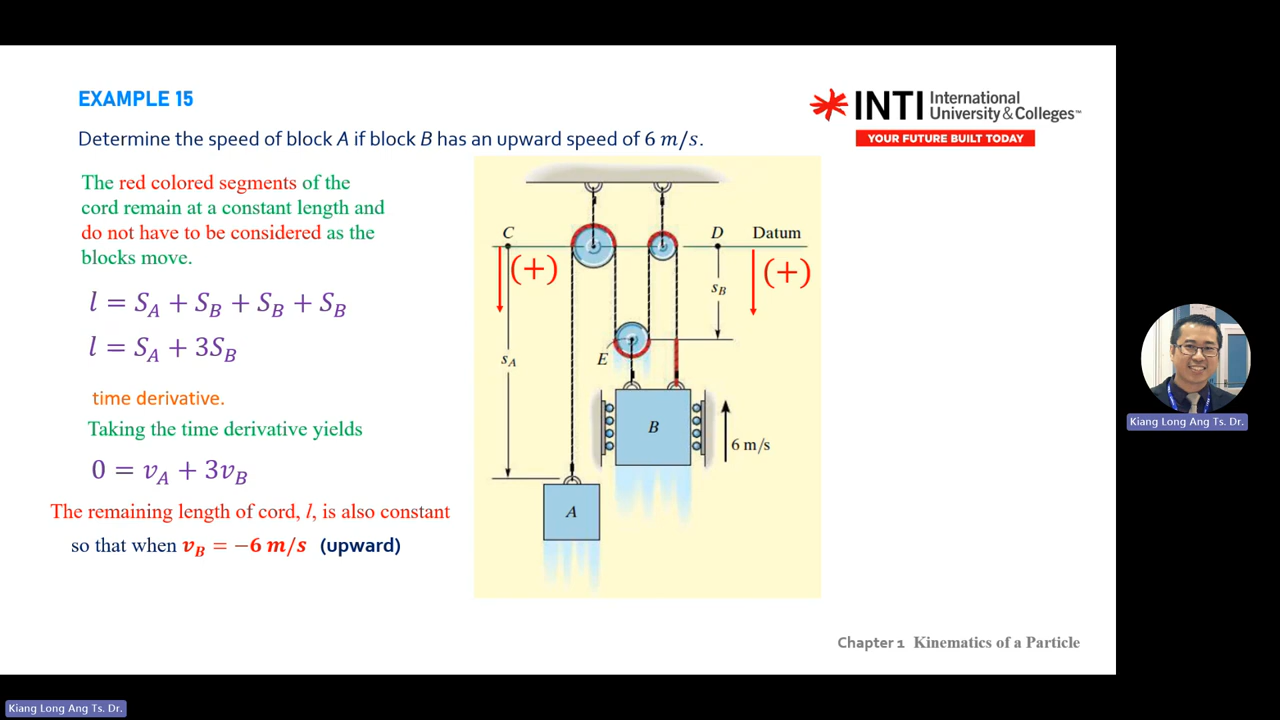 EXAMPLE 15
INTI International University & Colleges™
YOUR FUTURE BUILT TODAY
Determine the speed of block A if block B has an upward speed of 6 m/s.
The red colored segments of the
cord remain at a constant length and
do not have to be considered as the
blocks move.
l = S_A + S_B + S_B + S_B
l = S_A + 3S_B
time derivative.
Taking the time derivative yields
0 = v_A + 3v_B
The remaining length of cord, l, is also constant
so that when v_B = −6 m/s (upward)
C
D
Datum
(+)
(+)
s_B
E
s_A
B
6 m/s
A
Kiang Long Ang Ts. Dr.
Chapter 1 Kinematics of a Particle
Kiang Long Ang Ts. Dr.